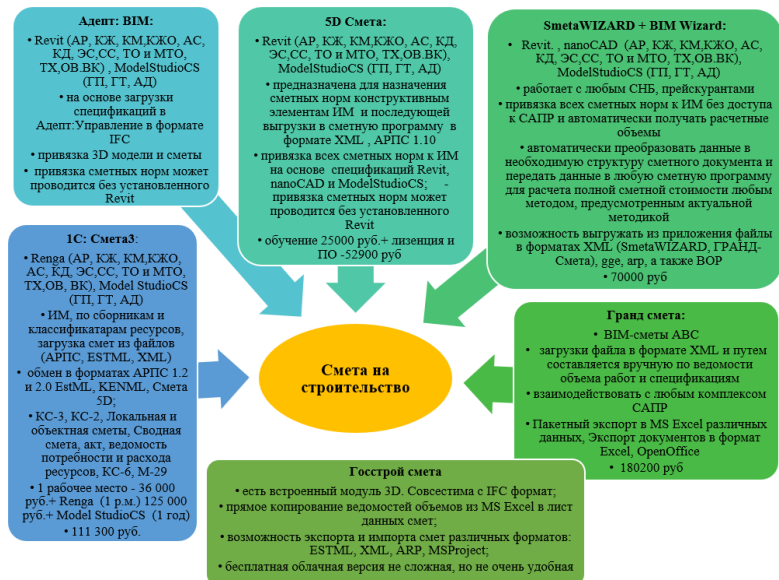 Адепт: BIM:
• Revit (АР, КЖ, КМ,КЖО, АС,
КД, ЭС,СС, ТО и МТО,
ТХ,ОВ.ВК) , ModelStudioCS
(ГП, ГТ, АД)
• на основе загрузки
спецификаций в
Адепт:Управление в формате
IFC
• привязка 3D модели и сметы
• привязка сметных норм может
проводится без установленного
Revit
5D Смета:
• Revit (АР, КЖ, КМ,КЖО, АС, КД,
ЭС,СС, ТО и МТО, ТХ,ОВ.ВК),
ModelStudioCS (ГП, ГТ, АД)
• предназначена для назначения
сметных норм конструктивным
элементам ИМ и последующей
выгрузки в сметную программу в
формате XML , АРПС 1.10
• привязка всех сметных норм к ИМ
на основе спецификаций Revit,
nanoCAD и ModelStudioCS; -
привязка сметных норм может
проводится без установленного
Revit
• обучение 25000 руб.+ лизенция и
ПО -52900 руб
SmetaWIZARD + BIM Wizard:
• Revit. , nanoCAD (АР, КЖ, КМ,КЖО, АС,
КД, ЭС,СС, ТО и МТО, ТХ,ОВ.ВК),
ModelStudioCS (ГП, ГТ, АД)
• работает с любым СНБ, прейскурантами
• привязка всех сметных норм к ИМ без доступа
к САПР и автоматически получать расчетные
объемы
• автоматически преобразовать данные в
необходимую структуру сметного документа и
передать данные в любую сметную программу
для расчета полной сметной стоимости любым
методом, предусмотренным актуальной
методикой
• возможность выгружать из приложения файлы
в форматах XML (SmetaWIZARD, ГРАНД-
Смета), gge, arp, а также ВОР
• 70000 руб
1С: Смета3:
• Renga (АР, КЖ, КМ,КЖО,
АС, КД, ЭС,СС, ТО и МТО,
ТХ,ОВ, ВК), Model StudioCS
(ГП, ГТ, АД)
• ИМ, по сборникам и
классификатарам ресурсов,
загрузка смет из файлов
(АРПС, ESTML, XML)
• обмен в форматах АРПС 1.2
и 2.0 EstML, KENML, Смета
5D;
• КС-3, КС-2, Локальная и
объектная сметы, Сводная
смета, акт, ведомость
потребности и расхода
ресурсов, КС-6, М-29
• 1 рабочее место - 36 000
руб.+ Renga (1 р.м.) 125 000
руб.+ Model StudioCS (1 год)
• 111 300 руб.
Смета на
строительство
Гранд смета:
• BIM-сметы АВС
• загрузки файла в формате XML и путем
составляется вручную по ведомости
объема работ и спецификациям
• взаимодействовать с любым комплексом
САПР
• Пакетный экспорт в MS Excel различных
данных, Экспорт документов в формат
Excel, OpenOffice
• 180200 руб
Госстрой смета
• есть встроенный модуль 3D. Совсетима с IFC формат;
• прямое копирование ведомостей объемов из MS Excel в лист
данных смет;
• возможность экспорта и импорта смет различных форматов:
ESTML, XML, ARP, MSProject;
• бесплатная облачная версия не сложная, но не очень удобная